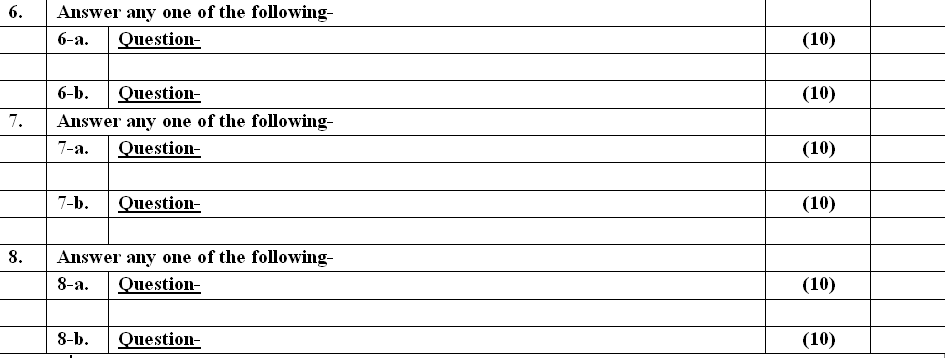 6. Answer any one of the following-
6-a. Question- (10)
6-b. Question- (10)
7. Answer any one of the following-
7-a. Question- (10)
7-b. Question- (10)
8. Answer any one of the following-
8-a. Question- (10)
8-b. Question- (10)